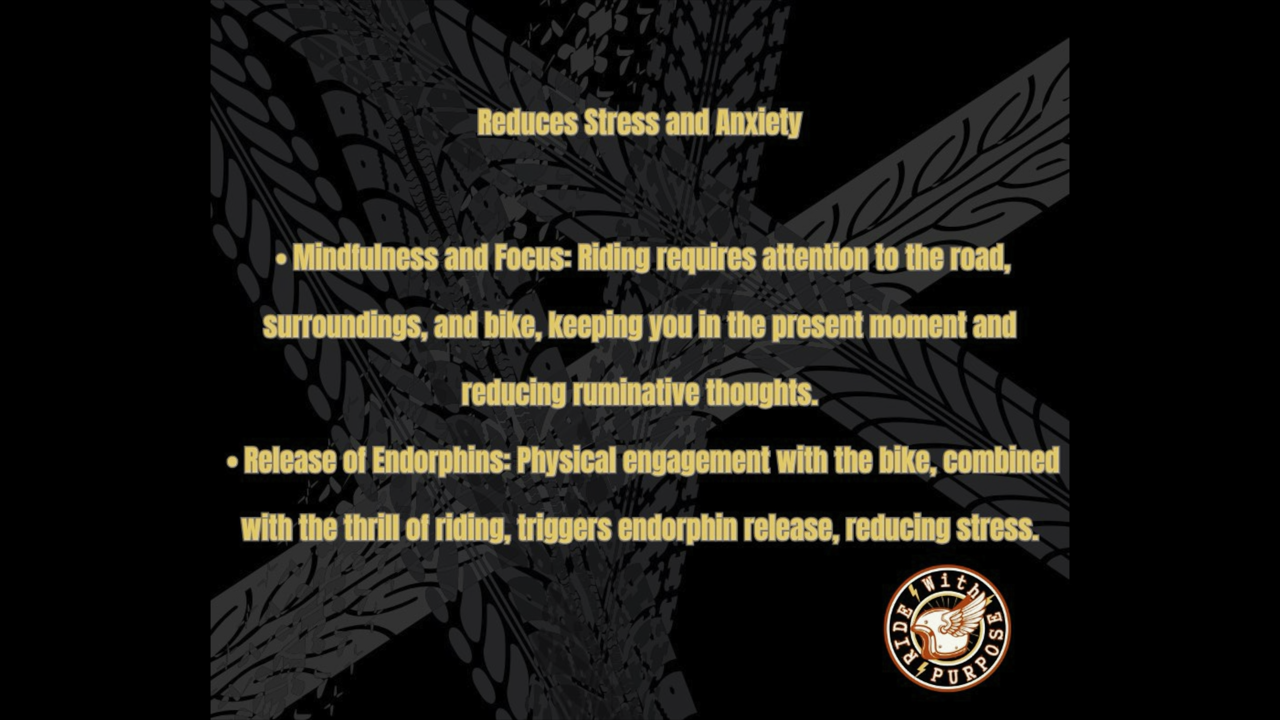 Reduces Stress and Anxiety
• Mindfulness and Focus: Riding requires attention to the road,
surroundings, and bike, keeping you in the present moment and
reducing ruminative thoughts.
• Release of Endorphins: Physical engagement with the bike, combined
with the thrill of riding, triggers endorphin release, reducing stress.
RIDE With PURPOSE